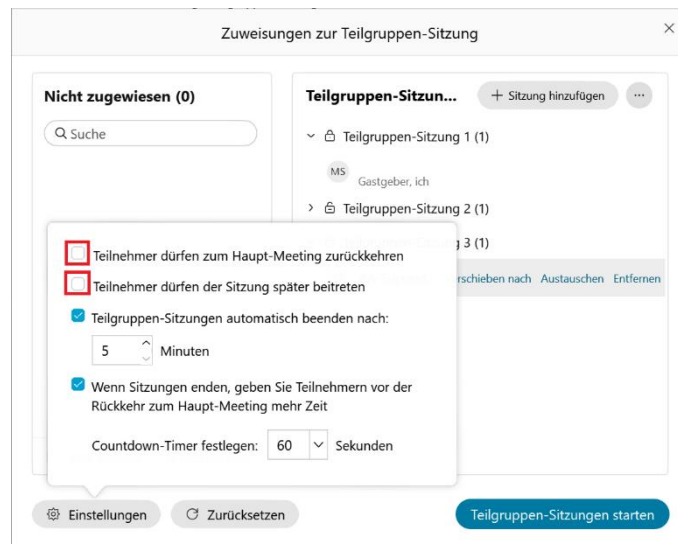 Zuweisungen zur Teilgruppen-Sitzung
Nicht zugewiesen (0)
Suche
Teilgruppen-Sitzun...
+ Sitzung hinzufügen
...
Teilgruppen-Sitzung 1 (1)
MS
Gastgeber, ich
Teilgruppen-Sitzung 2 (1)
3 (1)
rschieben nach Austauschen Entfernen
Teilnehmer dürfen zum Haupt-Meeting zurückkehren
Teilnehmer dürfen der Sitzung später beitreten
Teilgruppen-Sitzungen automatisch beenden nach:
5 Minuten
Wenn Sitzungen enden, geben Sie Teilnehmern vor der
Rückkehr zum Haupt-Meeting mehr Zeit
Countdown-Timer festlegen: 60 Sekunden
Einstellungen
Zurücksetzen
Teilgruppen-Sitzungen starten